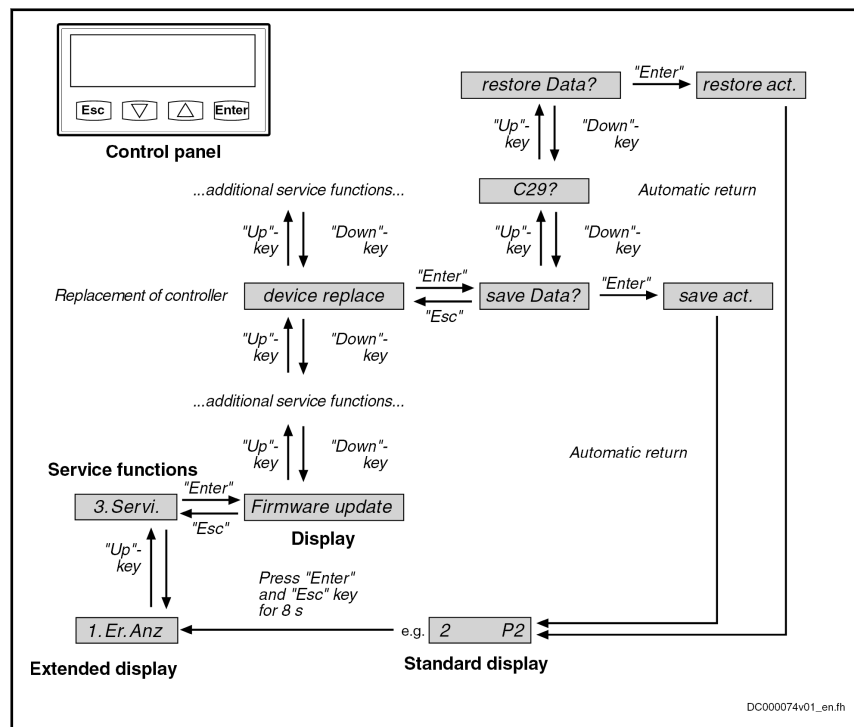 Esc
Enter
Control panel
restore Data?
"Enter"
restore act.
"Up"-
key
"Down"-
key
...additional service functions...
C29?
Automatic return
"Up"-
key
"Down"-
key
"Up"-
key
"Down"-
key
Replacement of controller
device replace
"Enter"
"Esc"
save Data?
"Enter"
save act.
"Up"-
key
"Down"-
key
...additional service functions...
"Up"-
key
"Down"-
key
Automatic return
Service functions
3.Servi.
"Enter"
"Esc"
Firmware update
Display
"Up"-
key
Press "Enter"
and "Esc" key
for 8 s
1.Er.Anz
e.g.
2 P2
Extended display
Standard display
DC000074v01_en.fh